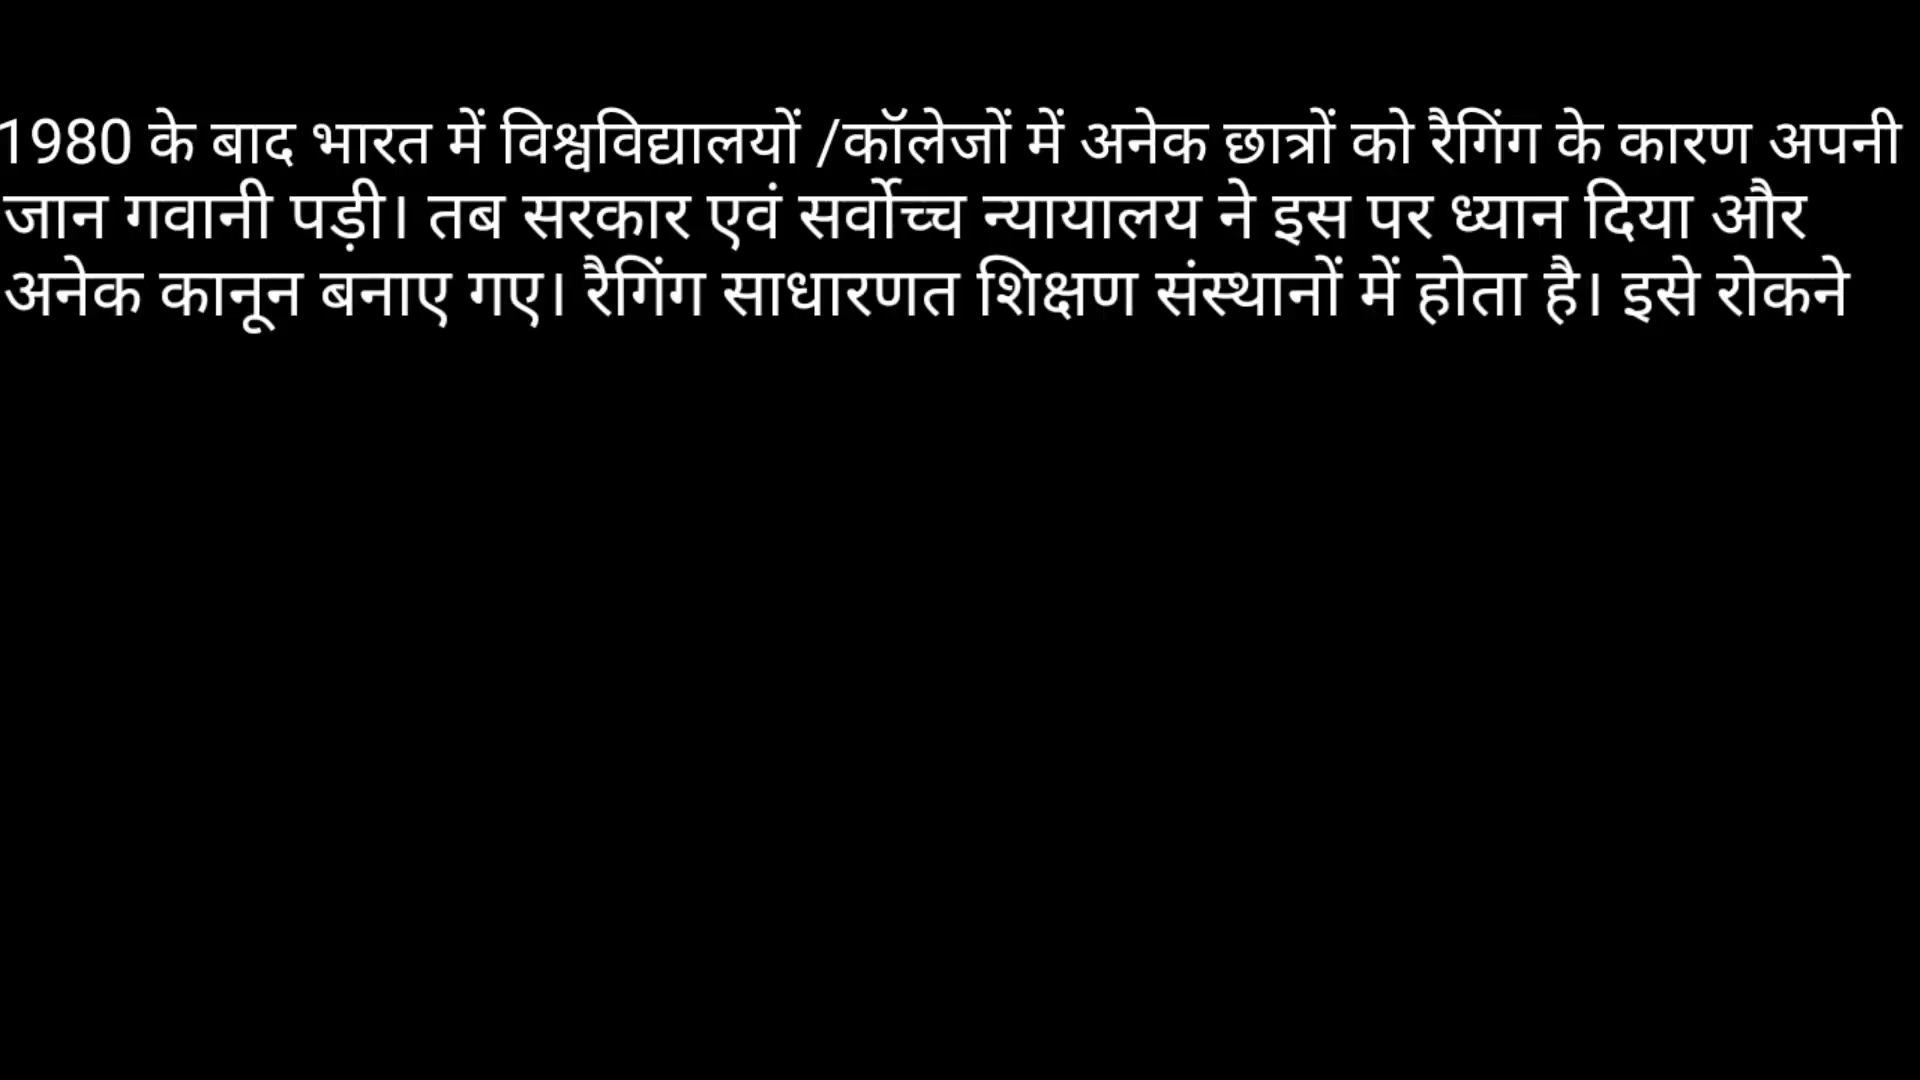 1980 के बाद भारत में विश्वविद्यालयों /कॉलेजों में अनेक छात्रों को रैगिंग के कारण अपनी
जान गवानी पड़ी। तब सरकार एवं सर्वोच्च न्यायालय ने इस पर ध्यान दिया और
अनेक कानून बनाए गए। रैगिंग साधारणत शिक्षण संस्थानों में होता है। इसे रोकने